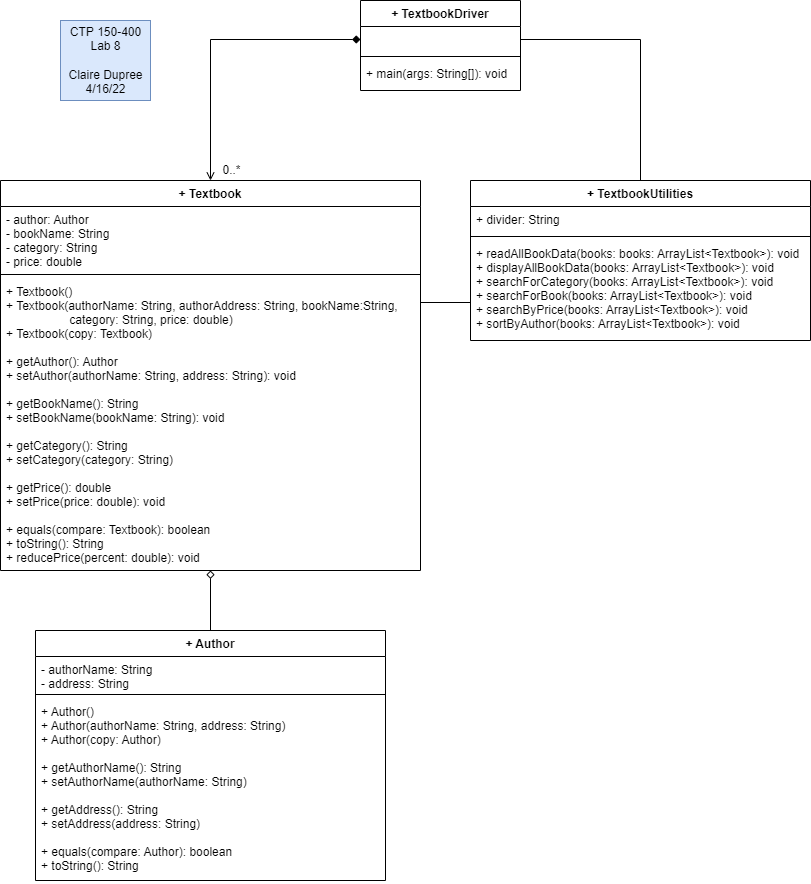 CTP 150-400
Lab 8
Claire Dupree
4/16/22
+ TextbookDriver
+ main(args: String[]): void
0..*
+ Textbook
- author: Author
- bookName: String
- category: String
- price: double
+ Textbook()
+ Textbook(authorName: String, authorAddress: String, bookName:String,
category: String, price: double)
+ Textbook(copy: Textbook)
+ getAuthor(): Author
+ setAuthor(authorName: String, address: String): void
+ getBookName(): String
+ setBookName(bookName: String): void
+ getCategory(): String
+ setCategory(category: String)
+ getPrice(): double
+ setPrice(price: double): void
+ equals(compare: Textbook): boolean
+ toString(): String
+ reducePrice(percent: double): void
+ TextbookUtilities
+ divider: String
+ readAllBookData(books: books: ArrayList<Textbook>): void
+ displayAllBookData(books: ArrayList<Textbook>): void
+ searchForCategory(books: ArrayList<Textbook>): void
+ searchForBook(books: ArrayList<Textbook>): void
+ searchByPrice(books: ArrayList<Textbook>): void
+ sortByAuthor(books: ArrayList<Textbook>): void
+ Author
- authorName: String
- address: String
+ Author()
+ Author(authorName: String, address: String)
+ Author(copy: Author)
+ getAuthorName(): String
+ setAuthorName(authorName: String)
+ getAddress(): String
+ setAddress(address: String)
+ equals(compare: Author): boolean
+ toString(): String